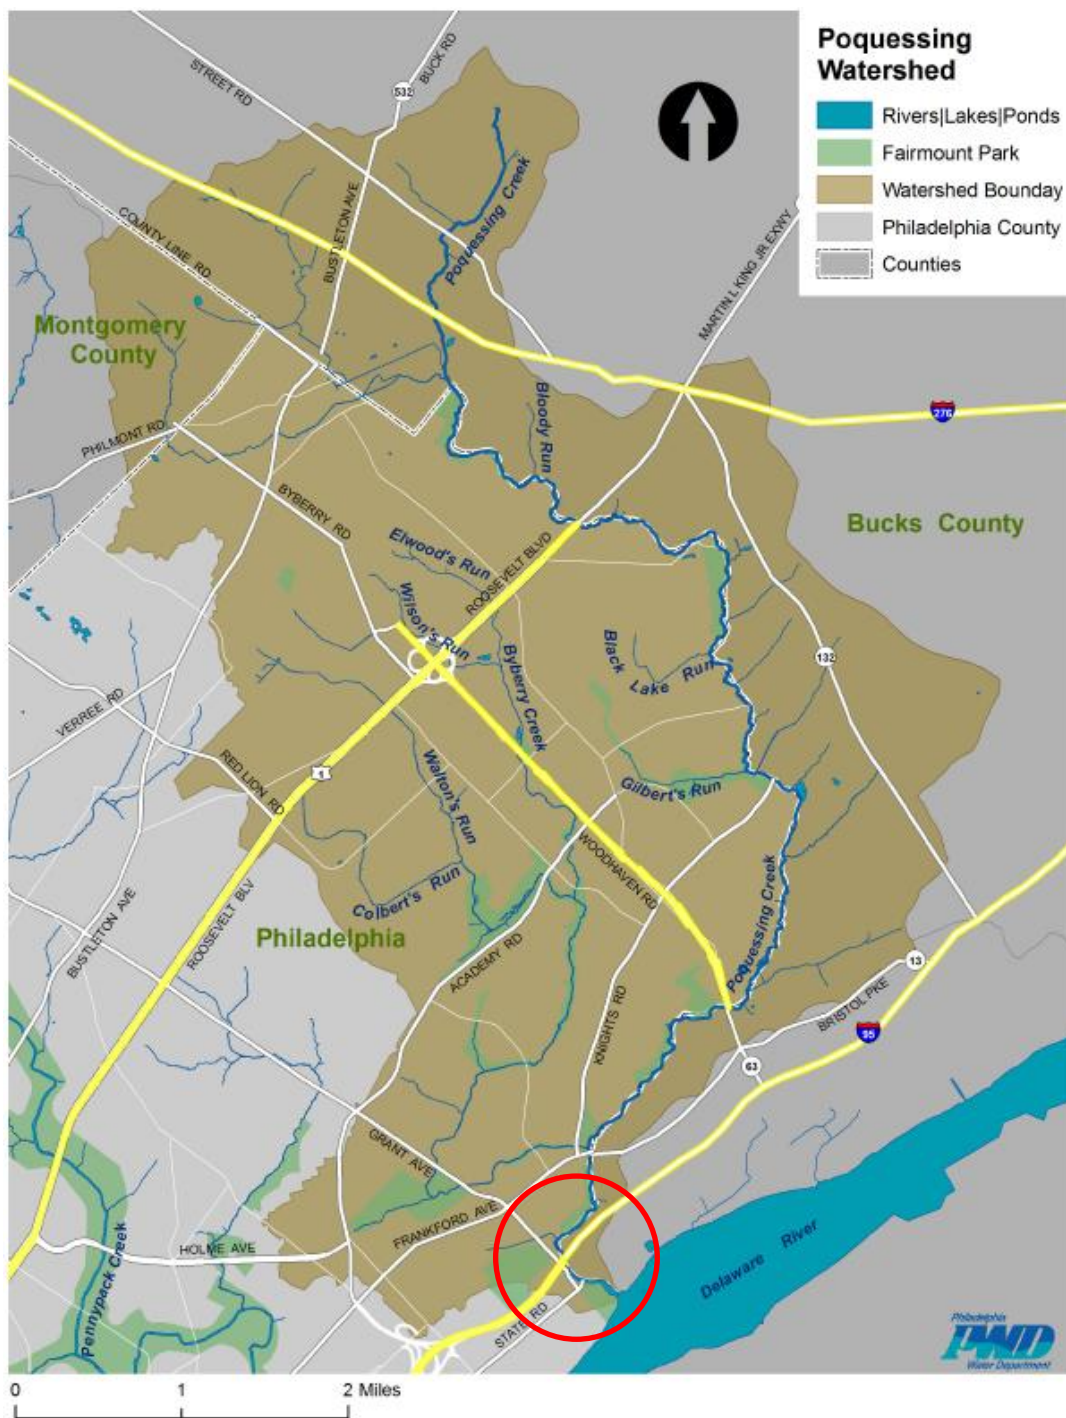 Poquessing
Watershed
Rivers|Lakes|Ponds
Fairmount Park
Watershed Bounday
Philadelphia County
Counties
STREET RD
BUCK RD
532
Poquessing Creek
BUSTLETON AVE
COUNTY LINE RD
MARTIN L KING JR EXWY
Montgomery
County
276
PHILMONT RD
Bloody Run
BYBERRY RD
Bucks County
Elwood's Run
ROOSEVELT BLVD
Wilson's Run
Byberry Creek
Black
Lake Run
132
VERREE RD
RED LION RD
1
Walton's Run
Gilbert's Run
WOODHAVEN RD
Colbert's Run
BUSTLETON AVE
ROOSEVELT BLV
Philadelphia
ACADEMY RD
Poquessing Creek
13
BRISTOL PKE
95
KNIGHTS RD
63
GRANT AVE
FRANKFORD AVE
HOLME AVE
Pennypack Creek
STATE RD
Delaware River
Philadelphia
PWD
Water Department
0 1 2 Miles